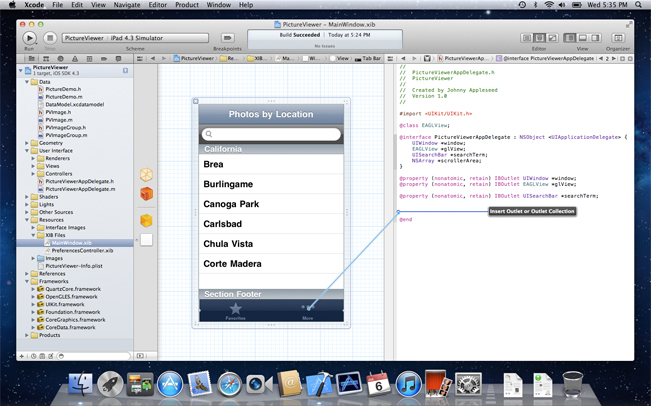 Xcode File Edit View Navigate Editor Product Window Help
Wed 5:35 PM
PictureViewer — MainWindow.xib
PictureViewer iPad 4.3 Simulator
Build Succeeded Today at 5:24 PM
No Issues
Run
Scheme
Breakpoints
Editor
View
Organizer
PictureViewer
View
Tab Bar
@interface PictureViewerAppDelegate
2
PictureViewer
1 target, iOS SDK 4.3
Data
PictureDemo.h
PictureDemo.m
DataModel.xcdatamodel
PVImage.h
PVImage.m
PVImageGroup.h
PVImageGroup.m
Geometry
User Interface
Renderers
Views
Controllers
PictureViewerAppDelegate.h
PictureViewerAppDelegate.m
Shaders
Lights
Other Sources
Resources
Interface Images
XIB Files
MainWindow.xib
PreferencesController.xib
Images
PictureViewer-Info.plist
References
Frameworks
QuartzCore.framework
OpenGLES.framework
UIKit.framework
Foundation.framework
CoreGraphics.framework
CoreData.framework
Products
Photos by Location
California
Brea
Burlingame
Canoga Park
Carlsbad
Chula Vista
Corte Madera
Section Footer
Favorites
More
//
// PictureViewerAppDelegate.h
// PictureViewer
//
// Created by Johnny Appleseed
// Version 1.0
//
#import <UIKit/UIKit.h>
@class EAGLView;
@interface PictureViewerAppDelegate : NSObject <UIApplicationDelegate> {
UIWindow *window;
EAGLView *glView;
UISearchBar *searchTerm;
NSArray *scrollerArea;
}
@property (nonatomic, retain) IBOutlet UIWindow *window;
@property (nonatomic, retain) IBOutlet EAGLView *glView;
@property (nonatomic, retain) IBOutlet UISearchBar *searchTerm;
Insert Outlet or Outlet Collection
@end
6